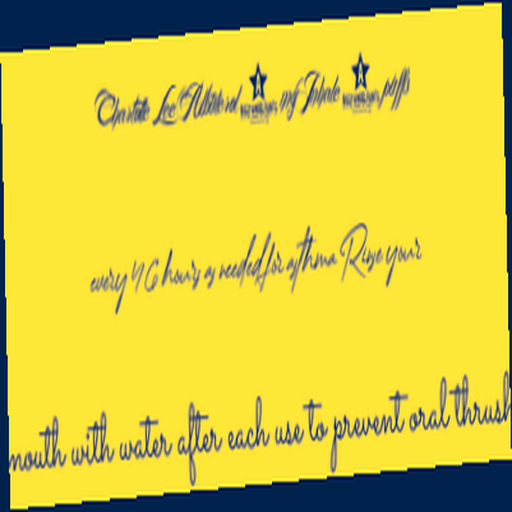 Charlotte Lee Albuterol mg Inhale puffs
every 4 6 hours as needed for asthma Rinse your
mouth with water after each use to prevent oral thrush